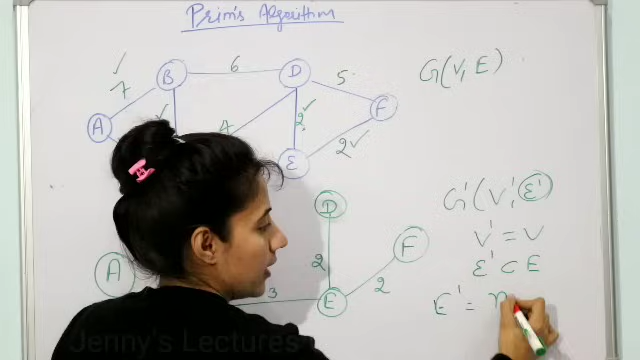 Prim's Algorithm
G(V, E)
B 6 D 5
7 F
A 2
4 E 2
G'(V', E')
D V' = V
F E' ⊂ E
A 2 2
3 E E' = n
Jenny's Lectures